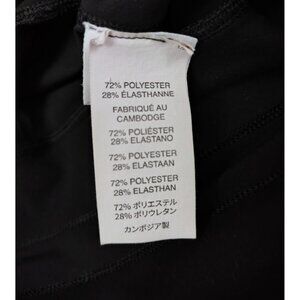 72% POLYESTER
28% ÉLASTHANNE
FABRIQUÉ AU
CAMBODGE
72% POLIÉSTER
28% ELASTANO
72% POLYESTER
28% ELASTAAN
72% POLYESTER
28% ELASTHAN
72% ポリエステル
28% ポリウレタン
カンボジア製